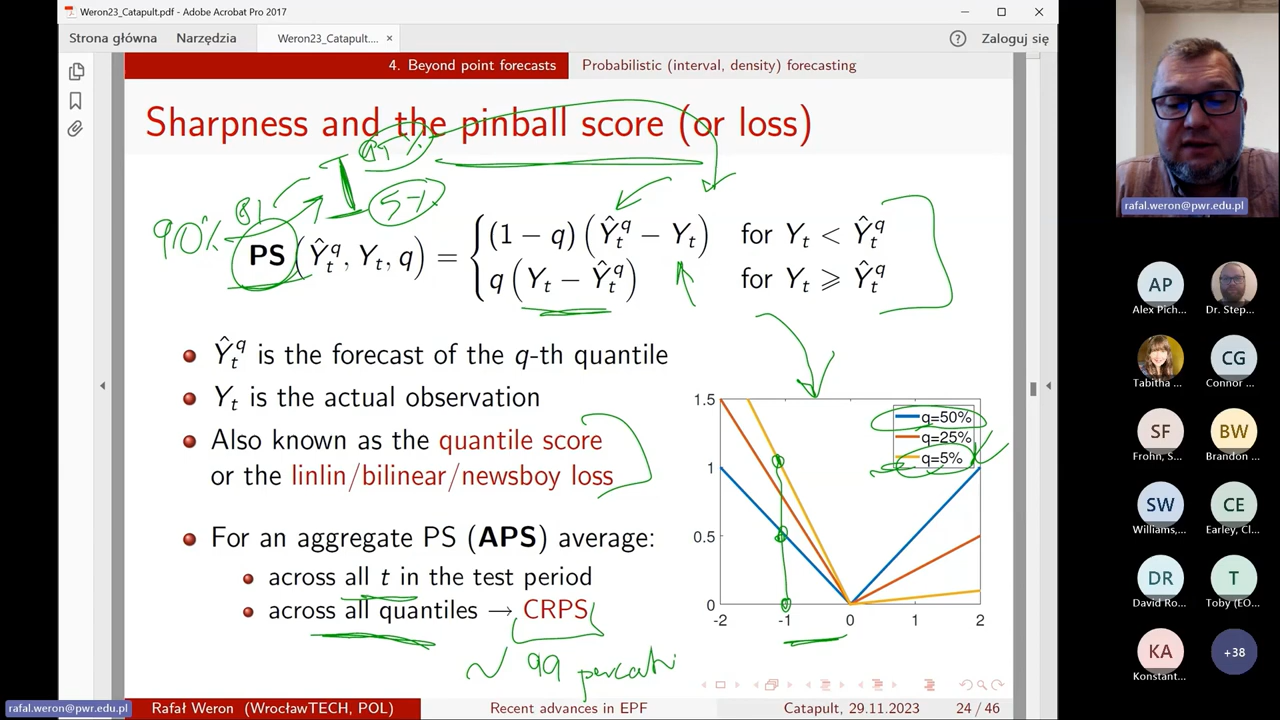 Weron23_Catapult.pdf - Adobe Acrobat Pro 2017
Strona główna Narzędzia Weron23_Catapult.... × ? Zaloguj się
4. Beyond point forecasts Probabilistic (interval, density) forecasting
Sharpness and the pinball score (or loss)
90%
5%
PS(Ŷ_t^q, Y_t, q) = { (1 − q)(Ŷ_t^q − Y_t) for Y_t < Ŷ_t^q
q(Y_t − Ŷ_t^q) for Y_t ⩾ Ŷ_t^q
Ŷ_t^q is the forecast of the q-th quantile
Y_t is the actual observation
Also known as the quantile score
or the linlin/bilinear/newsboy loss
For an aggregate PS (APS) average:
across all t in the test period
across all quantiles → CRPS
~ 99
1.5
1
0.5
0
-2 -1 0 1 2
q=50%
q=25%
q=5%
Rafał Weron (WrocławTECH, POL) Recent advances in EPF Catapult, 29.11.2023 24 / 46
rafal.weron@pwr.edu.pl
rafal.weron@pwr.edu.pl
AP
Alex Pich...
Dr. Step...
Tabitha ...
CG
Connor ...
SF
Frohn, S...
BW
Brandon ...
SW
Williams,...
CE
Earley, Cl...
DR
David Ro...
T
Toby (EO...
KA
Konstant...
+38